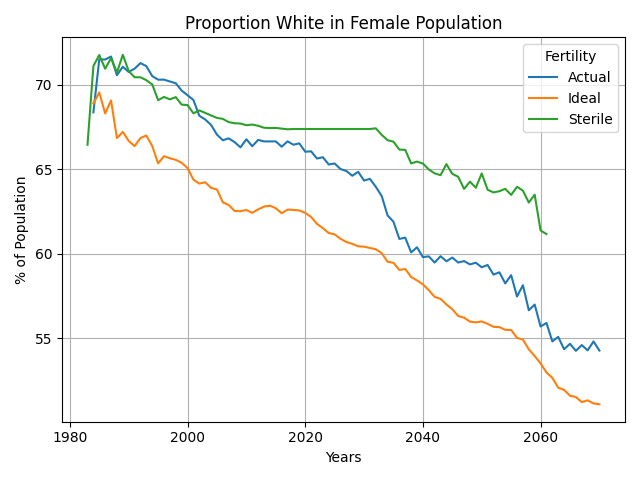 Proportion White in Female Population
% of Population
70
65
60
55
Fertility
Actual
Ideal
Sterile
1980
2000
2020
2040
2060
Years